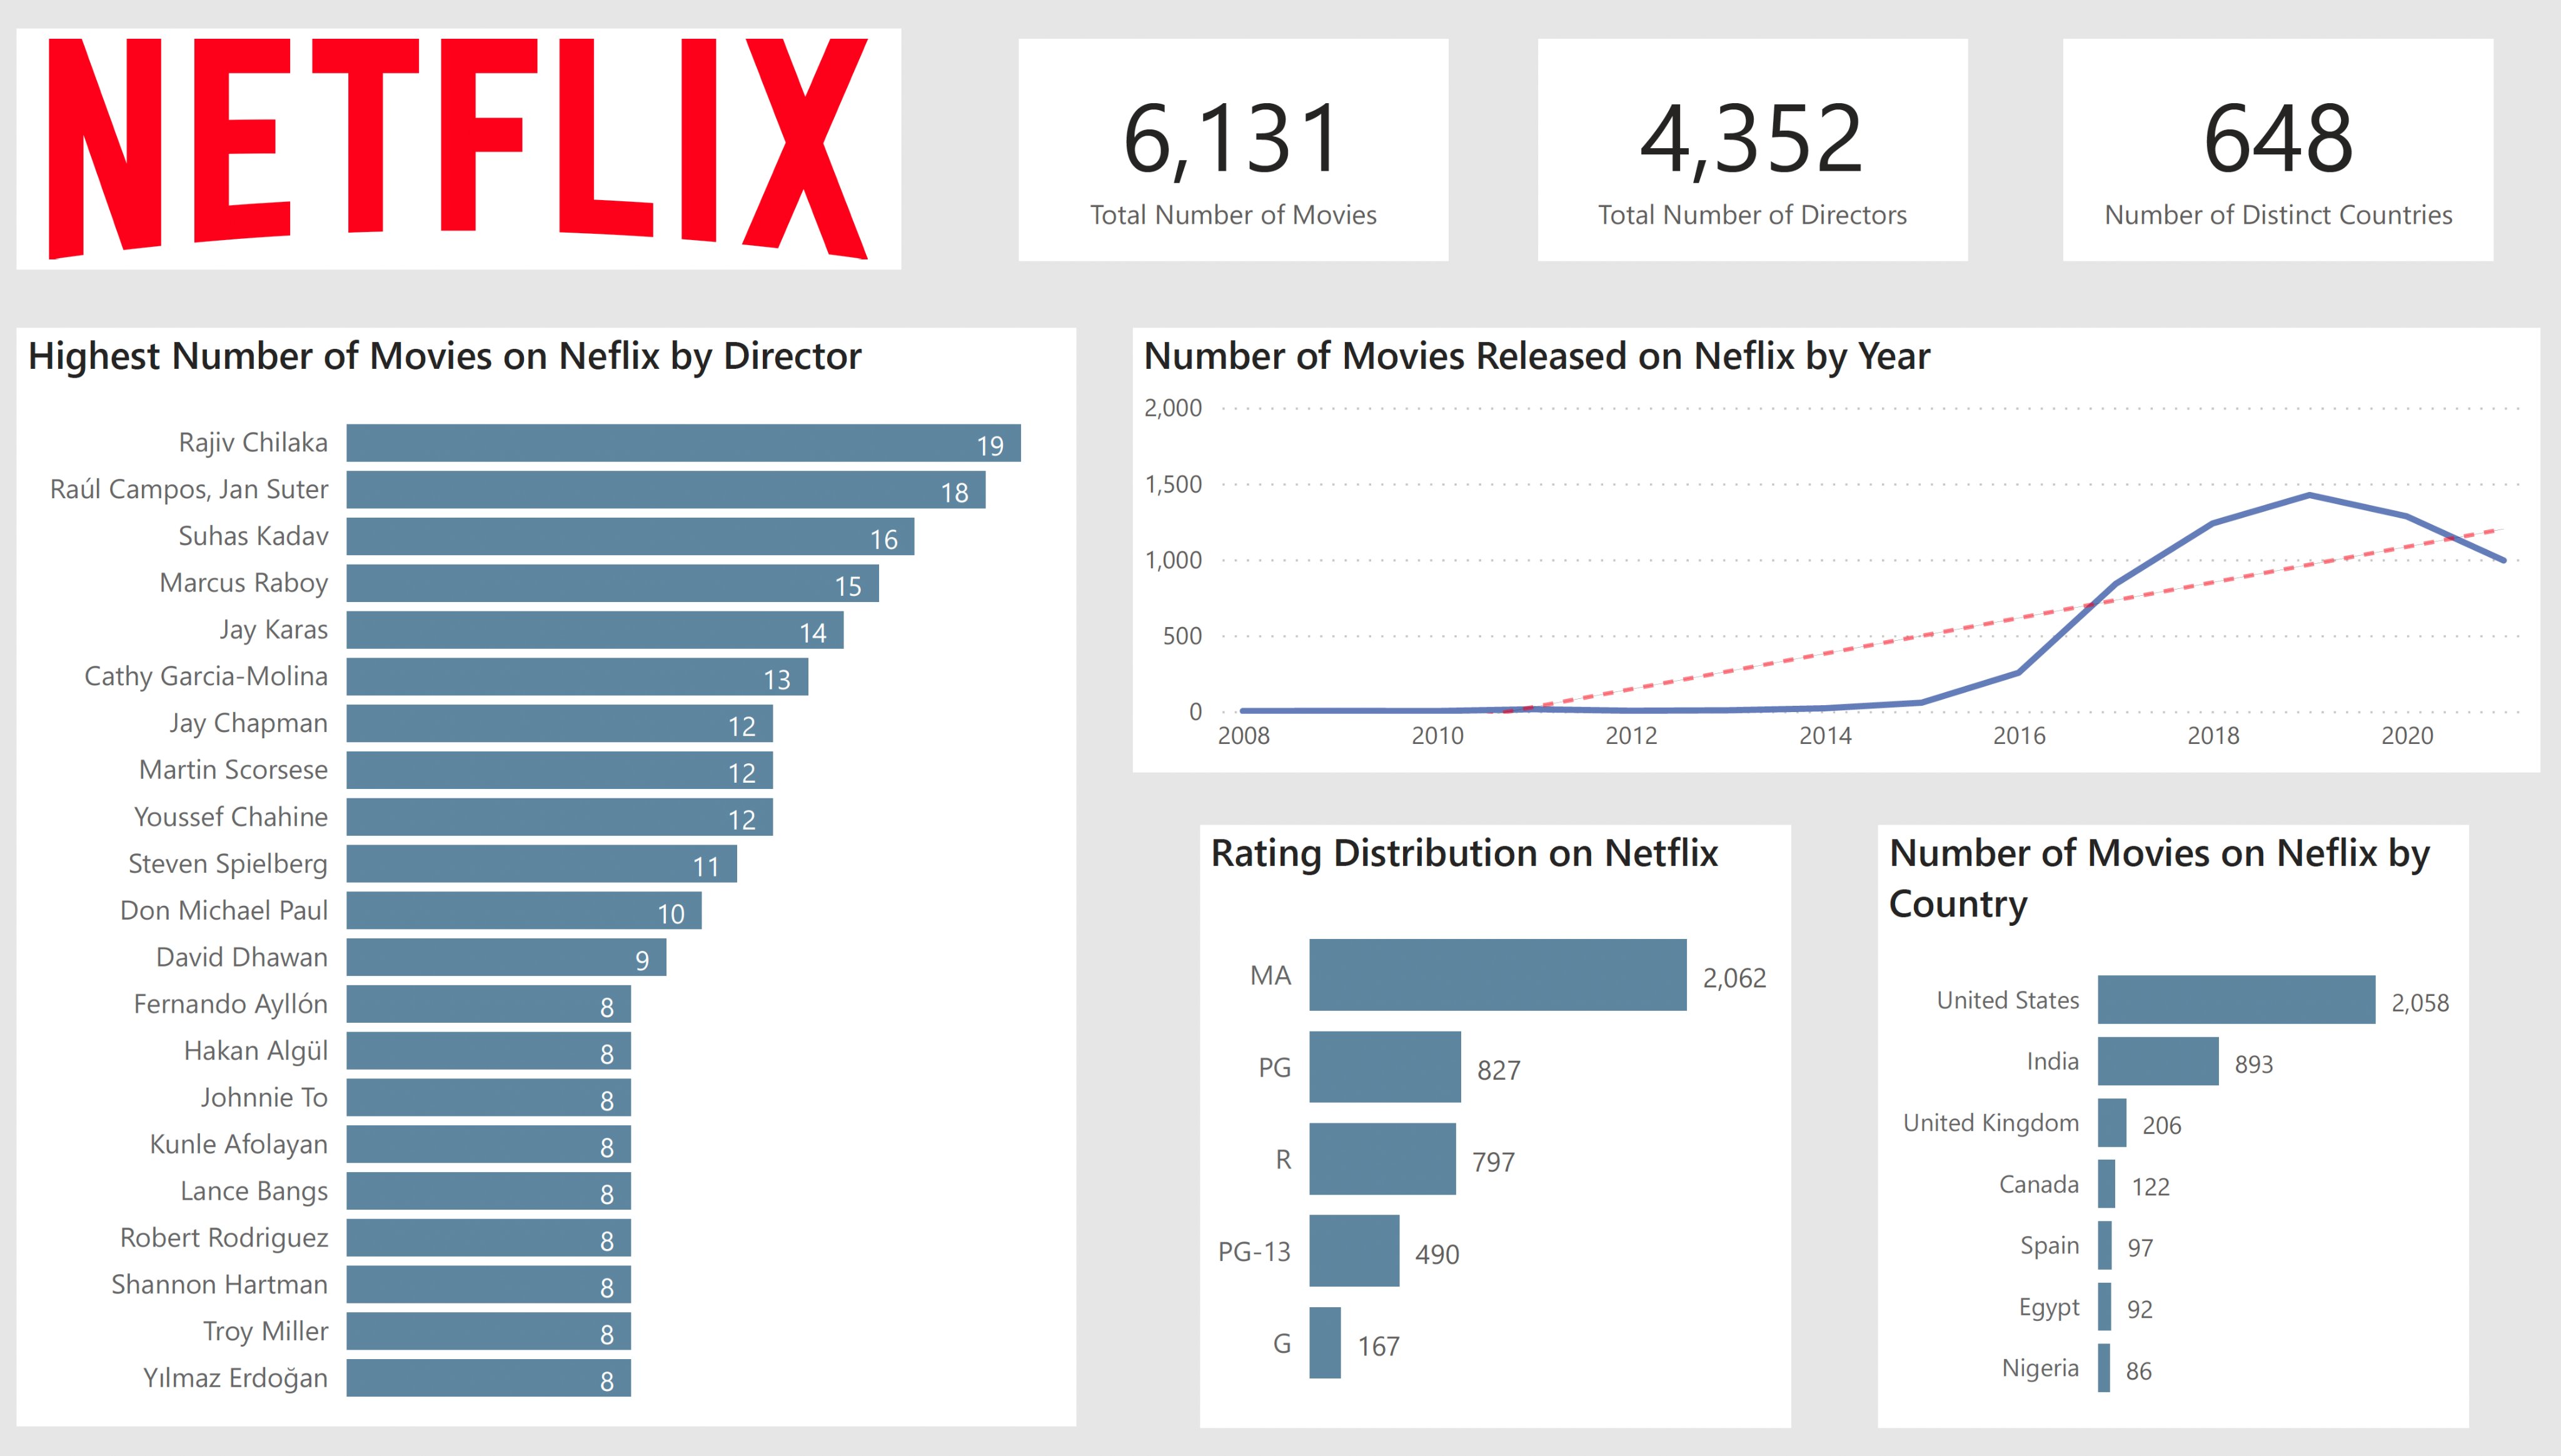 NETFLIX
6,131
Total Number of Movies
4,352
Total Number of Directors
648
Number of Distinct Countries
Highest Number of Movies on Neflix by Director
Rajiv Chilaka 19
Raúl Campos, Jan Suter 18
Suhas Kadav 16
Marcus Raboy 15
Jay Karas 14
Cathy Garcia-Molina 13
Jay Chapman 12
Martin Scorsese 12
Youssef Chahine 12
Steven Spielberg 11
Don Michael Paul 10
David Dhawan 9
Fernando Ayllón 8
Hakan Algül 8
Johnnie To 8
Kunle Afolayan 8
Lance Bangs 8
Robert Rodriguez 8
Shannon Hartman 8
Troy Miller 8
Yılmaz Erdoğan 8
Number of Movies Released on Neflix by Year
2,000
1,500
1,000
500
0
2008 2010 2012 2014 2016 2018 2020
Rating Distribution on Netflix
MA 2,062
PG 827
R 797
PG-13 490
G 167
Number of Movies on Neflix by
Country
United States 2,058
India 893
United Kingdom 206
Canada 122
Spain 97
Egypt 92
Nigeria 86